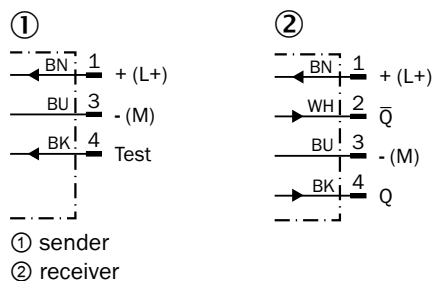 ① ②
BN 1 + (L+)
BU 3 - (M)
BK 4 Test
BN 1 + (L+)
WH 2 Q̅
BU 3 - (M)
BK 4 Q
① sender
② receiver